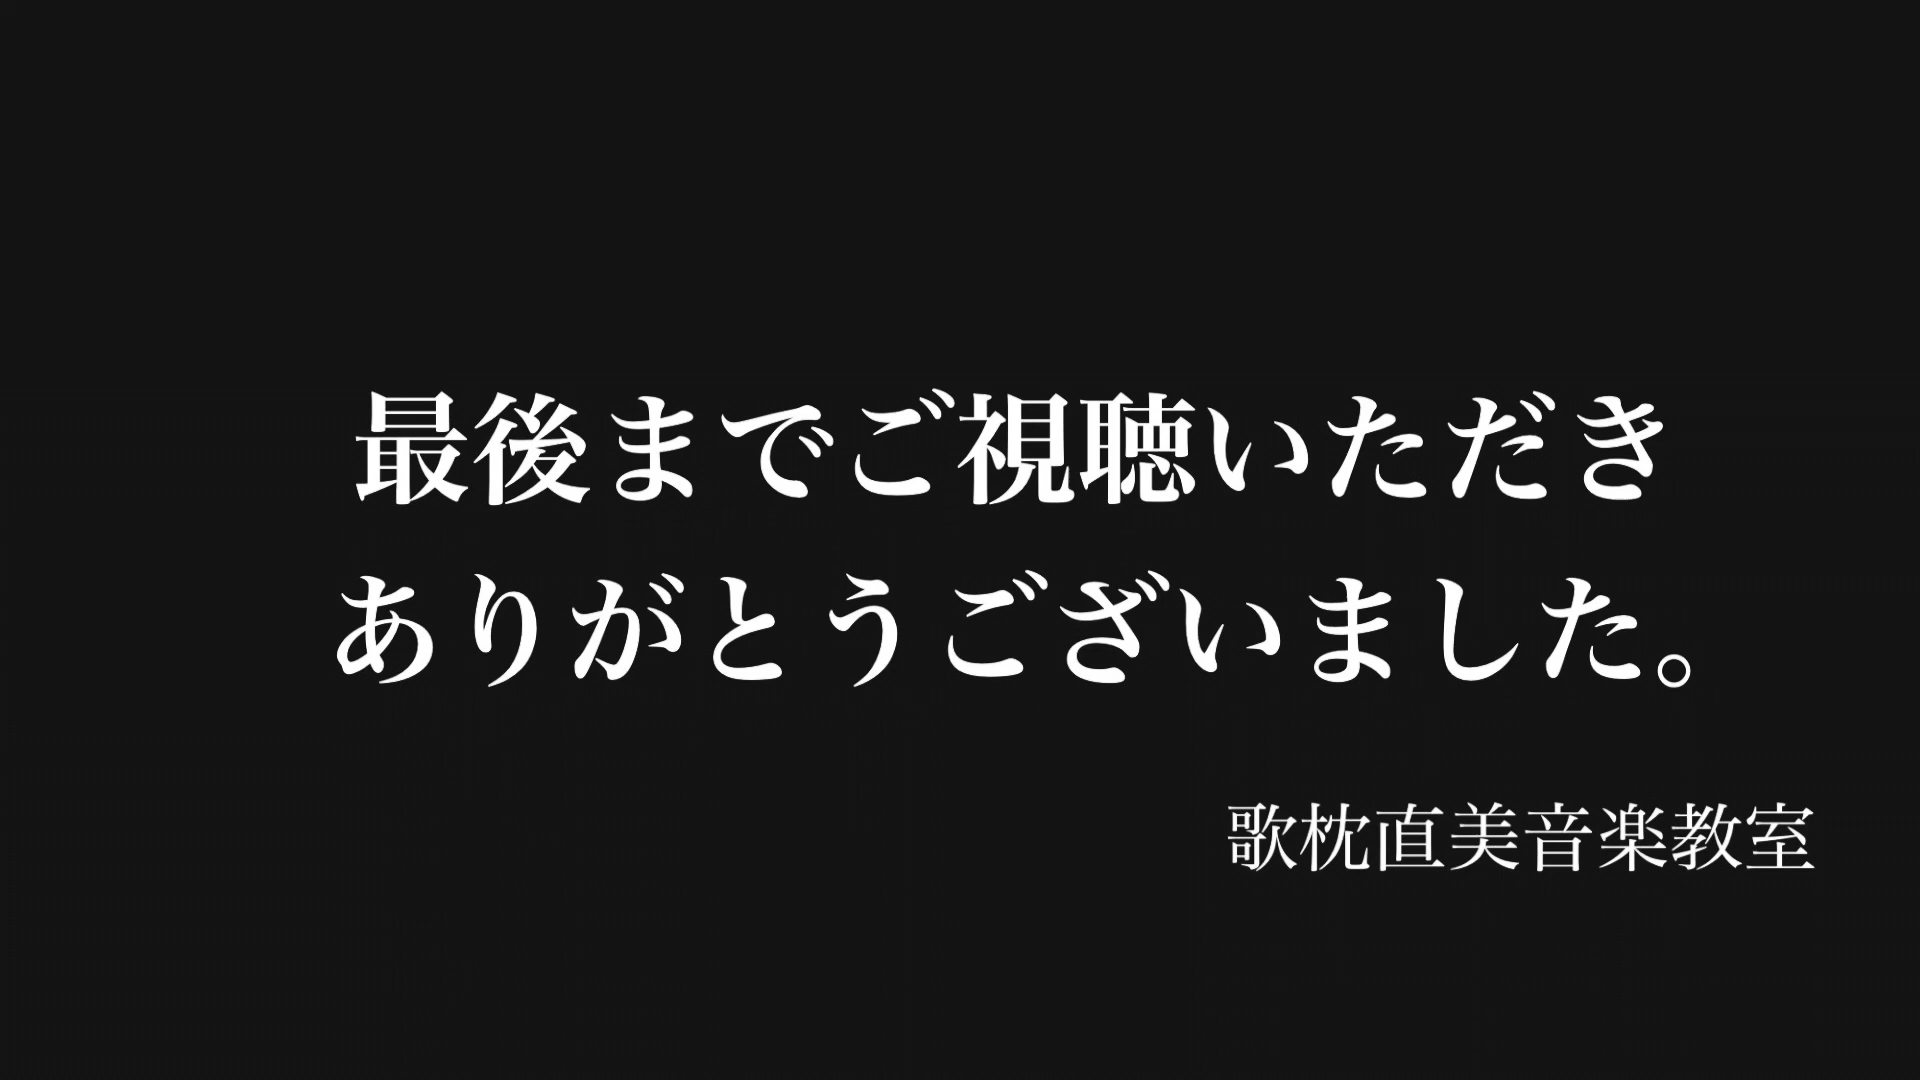 最後までご視聴いただき
ありがとうございました。
歌枕直美音楽教室